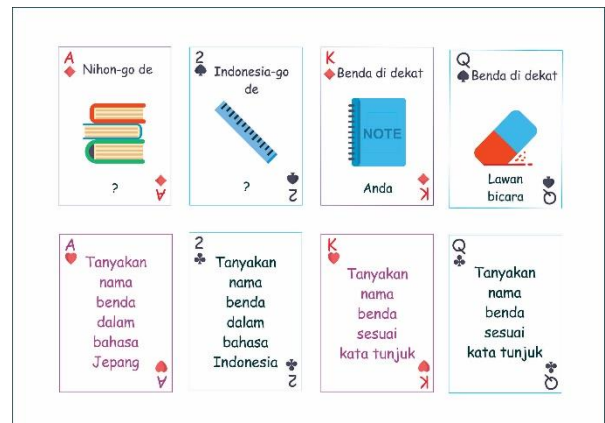 A
Nihon-go de
?
A
2
Indonesia-go
de
?
2
K
Benda di dekat
NOTE
Anda
K
Q
Benda di dekat
Lawan
bicara
Q
A
Tanyakan
nama
benda
dalam
bahasa
Jepang
A
2
Tanyakan
nama
benda
dalam
bahasa
Indonesia
2
K
Tanyakan
nama
benda
sesuai
kata tunjuk
K
Q
Tanyakan
nama
benda
sesuai
kata tunjuk
Q